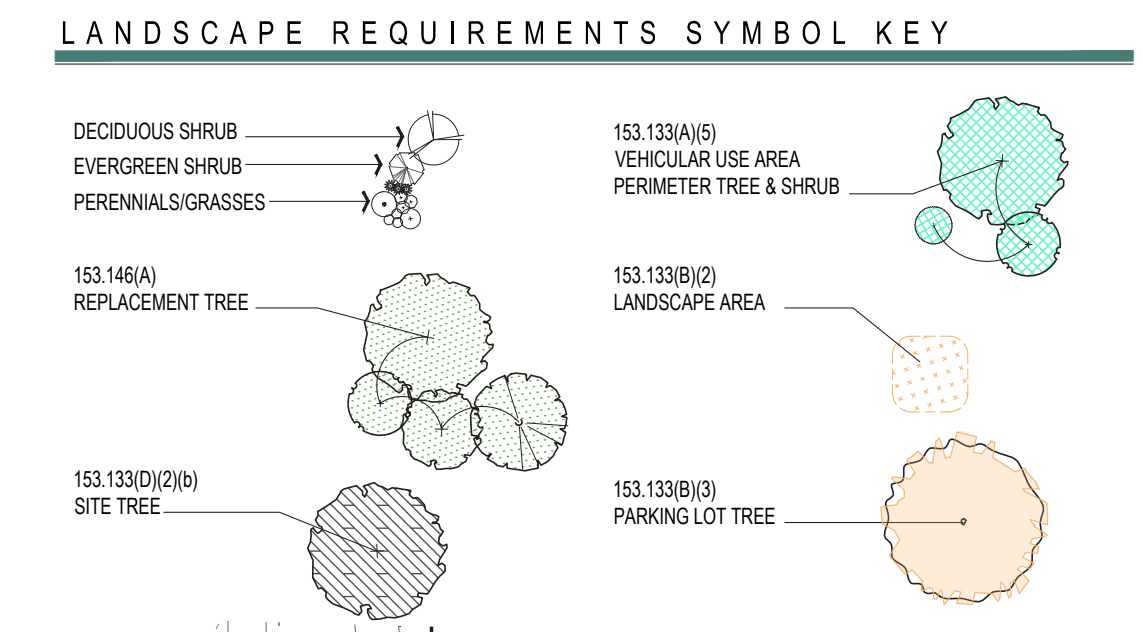 LANDSCAPE REQUIREMENTS SYMBOL KEY
DECIDUOUS SHRUB
EVERGREEN SHRUB
PERENNIALS/GRASSES
153.146(A)
REPLACEMENT TREE
153.133(D)(2)(b)
SITE TREE
153.133(A)(5)
VEHICULAR USE AREA
PERIMETER TREE & SHRUB
153.133(B)(2)
LANDSCAPE AREA
153.133(B)(3)
PARKING LOT TREE